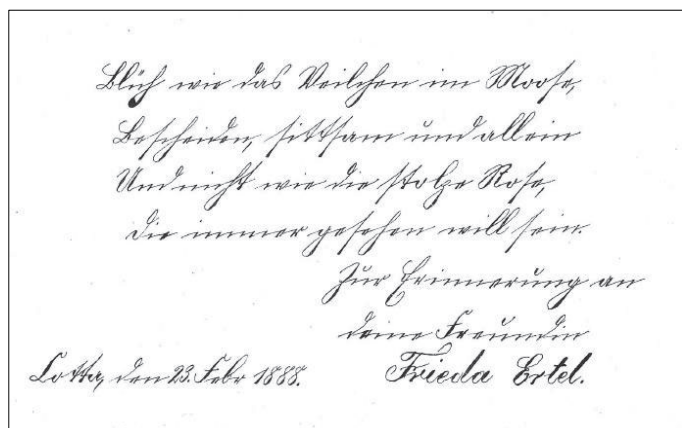 Blüh wie das Veilchen im Moose,
Bescheiden, sittsam und allein
Und nicht wie die stolze Rose,
Die immer gesehen will sein.
Zur Erinnerung an
deine Freundin
Cotta, den 23. Febr 1888. Frieda Ertel.